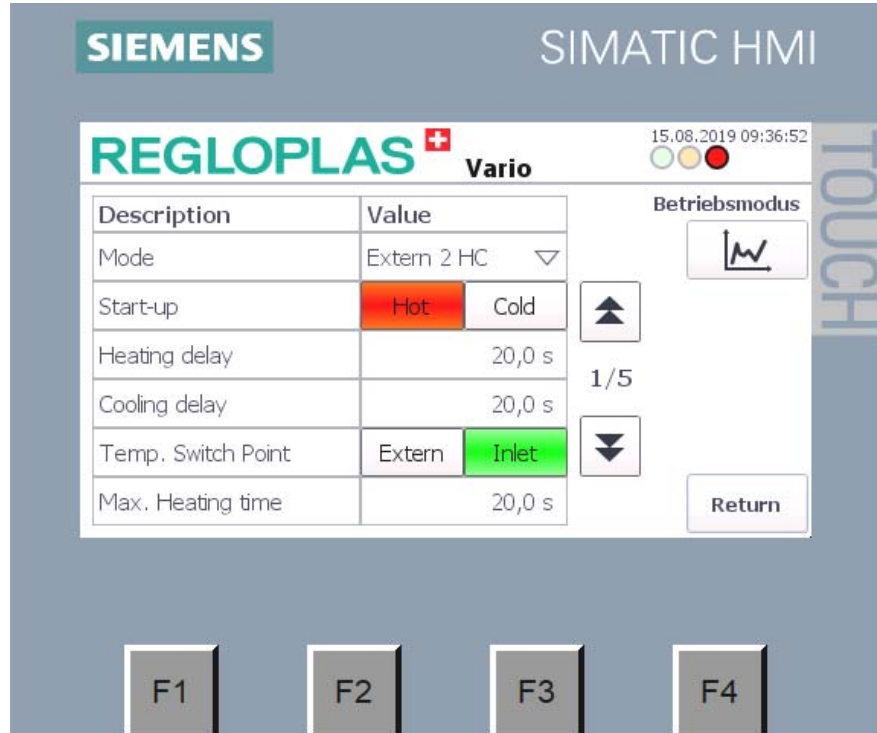 SIEMENS SIMATIC HMI
REGLOPLAS Vario 15.08.2019 09:36:52
Description Value Betriebsmodus
Mode Extern 2 HC
Start-up Hot Cold
Heating delay 20,0 s
1/5
Cooling delay 20,0 s
Temp. Switch Point Extern Inlet
Max. Heating time 20,0 s Return
TOUCH
F1 F2 F3 F4